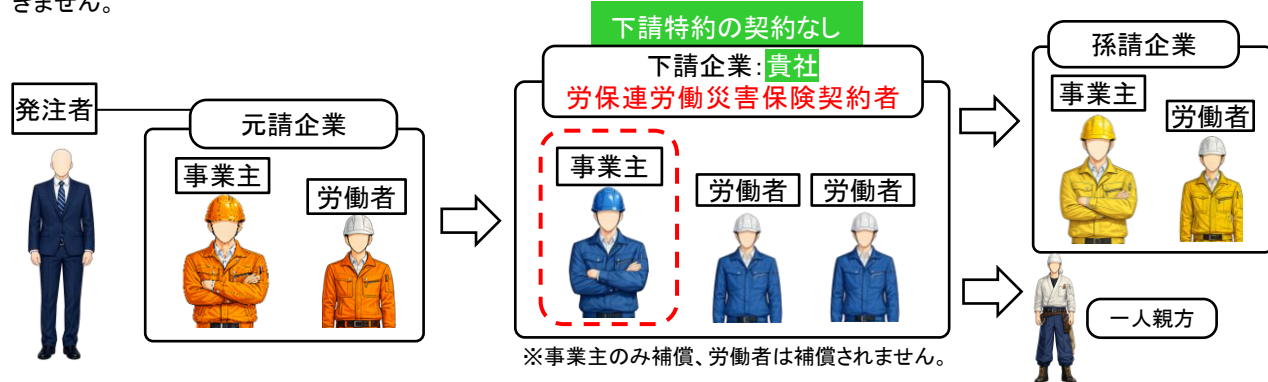 きません。
下請特約の契約なし
下請企業:貴社
労保連労働災害保険契約者
発注者
元請企業
事業主
労働者
事業主
労働者
労働者
孫請企業
事業主
労働者
一人親方
※事業主のみ補償、労働者は補償されません。